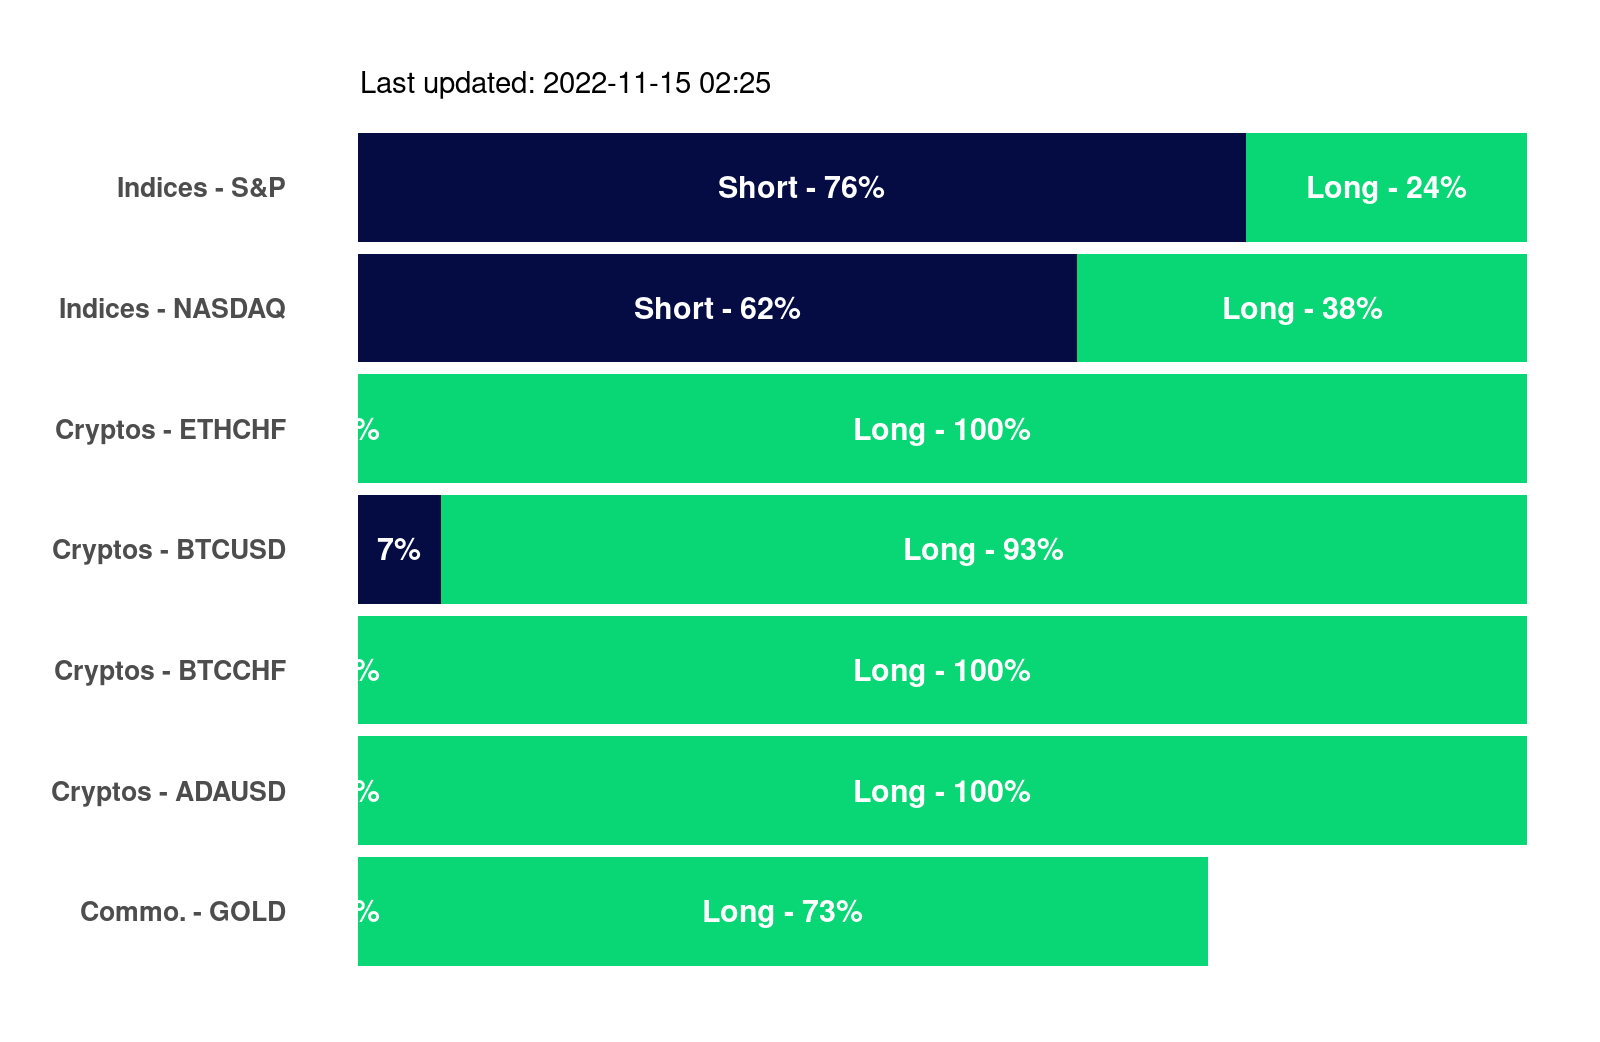 Last updated: 2022-11-15 02:25
Indices - S&P Short - 76% Long - 24%
Indices - NASDAQ Short - 62% Long - 38%
Cryptos - ETHCHF % Long - 100%
Cryptos - BTCUSD 7% Long - 93%
Cryptos - BTCCHF % Long - 100%
Cryptos - ADAUSD % Long - 100%
Commo. - GOLD % Long - 73%